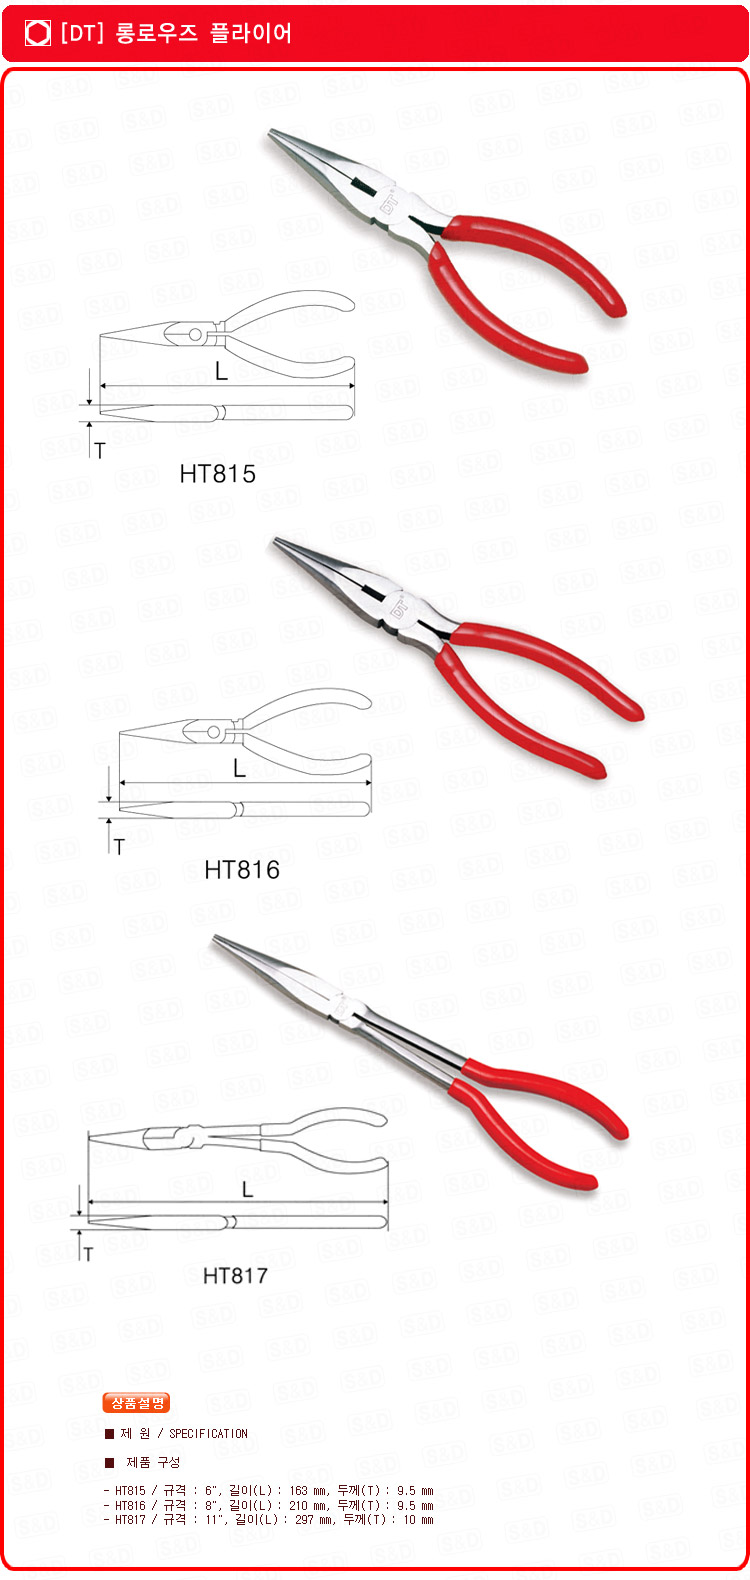 [DT] 롱로우즈 플라이어
DT®
L
T
HT815
DT®
L
T
HT816
DT
L
T
HT817
상품설명
■ 제 원 / SPECIFICATION
■ 제품 구성
- HT815 / 규격 : 6", 길이(L) : 163 mm, 두께(T) : 9.5 mm
- HT816 / 규격 : 8", 길이(L) : 210 mm, 두께(T) : 9.5 mm
- HT817 / 규격 : 11", 길이(L) : 297 mm, 두께(T) : 10 mm